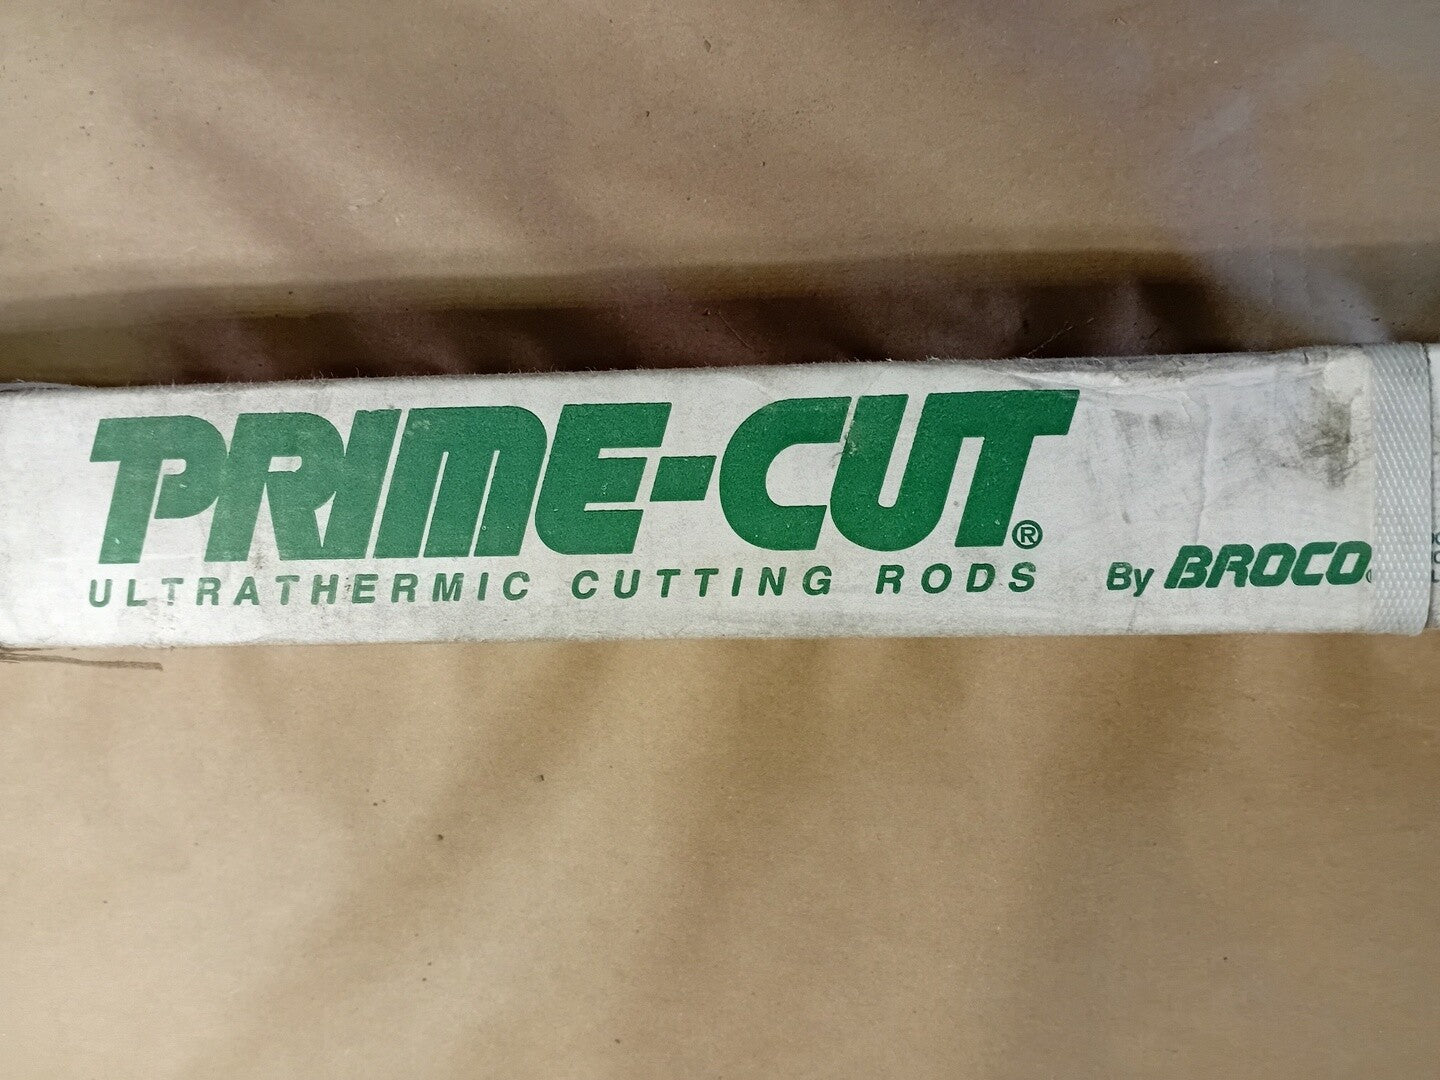 PRIME-CUT®
ULTRATHERMIC CUTTING RODS
By BROCO